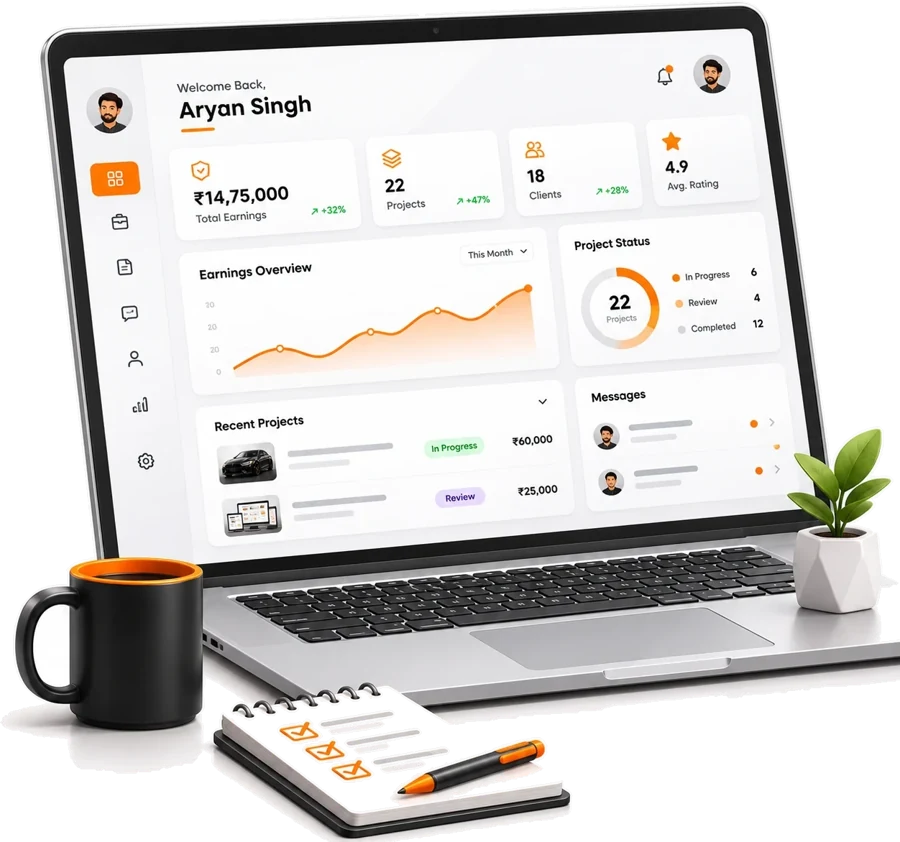 Welcome Back,
Aryan Singh
₹14,75,000
Total Earnings
↗ +32%
22
Projects
↗ +47%
18
Clients
↗ +28%
4.9
Avg. Rating
Earnings Overview
This Month
20
20
20
0
Project Status
22
Projects
In Progress 6
Review 4
Completed 12
Recent Projects
In Progress ₹60,000
Review ₹25,000
Messages